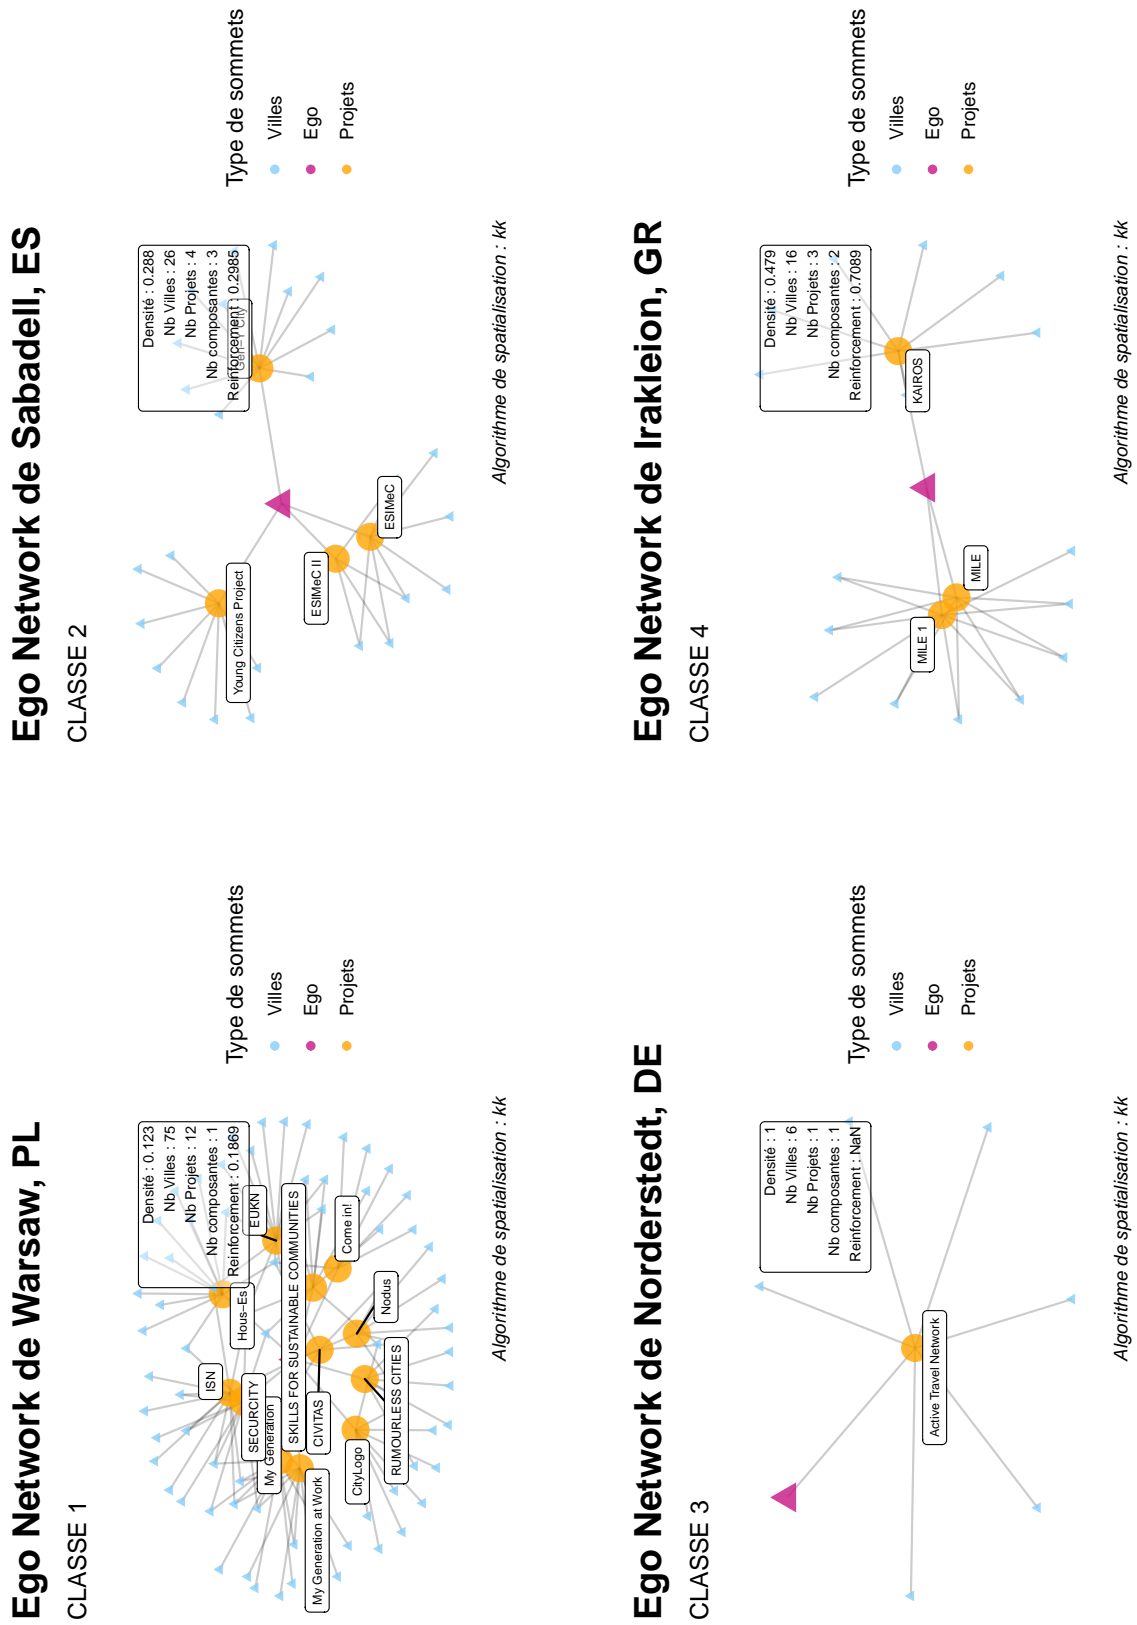 Ego Network de Warsaw, PL
CLASSE 1
Densité : 0.123
Nb Villes : 75
Nb Projets : 12
Nb composantes : 1
Reinforcement : 0.1869
EUKN
Hous−Es
ISN
SECURCITY
My Generation
SKILLS FOR SUSTAINABLE COMMUNITIES
Come in!
CIVITAS
Nodus
My Generation at Work
CityLogo
RUMOURLESS CITIES
Type de sommets
Villes
Ego
Projets
Algorithme de spatialisation : kk
Ego Network de Sabadell, ES
CLASSE 2
Densité : 0.288
Nb Villes : 26
Nb Projets : 4
Nb composantes : 3
Reinforcement : 0.2985
Gen−Y City
Young Citizens Project
ESIMeC II
ESIMeC
Type de sommets
Villes
Ego
Projets
Algorithme de spatialisation : kk
Ego Network de Norderstedt, DE
CLASSE 3
Densité : 1
Nb Villes : 6
Nb Projets : 1
Nb composantes : 1
Reinforcement : NaN
Active Travel Network
Type de sommets
Villes
Ego
Projets
Algorithme de spatialisation : kk
Ego Network de Irakleion, GR
CLASSE 4
Densité : 0.479
Nb Villes : 16
Nb Projets : 3
Nb composantes : 2
Reinforcement : 0.7089
KAIROS
MILE 1
MILE
Type de sommets
Villes
Ego
Projets
Algorithme de spatialisation : kk